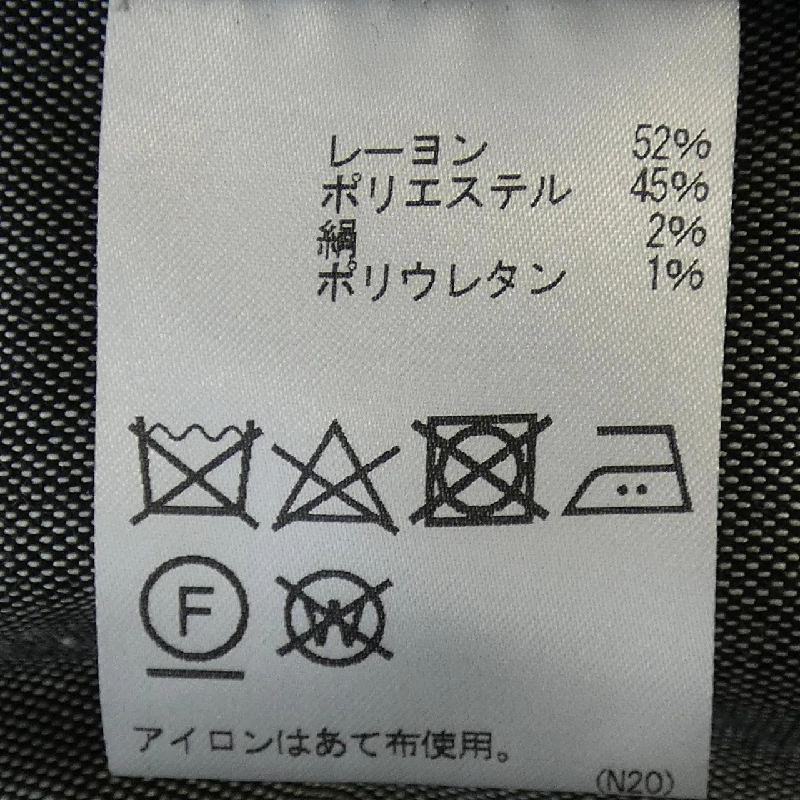 レーヨン 52%
ポリエステル 45%
絹 2%
ポリウレタン 1%
F
W
アイロンはあて布使用。
(N20)